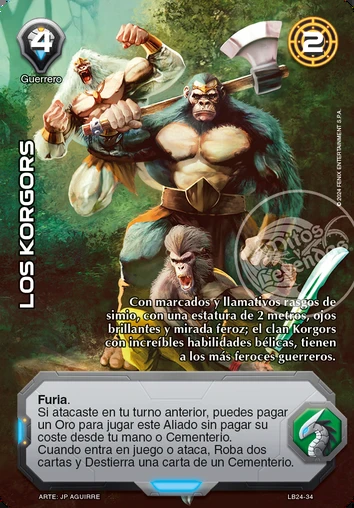 4
2
Guerrero
LOS KORGORS
© 2024 FENIX ENTERTAINMENT S.P.A.
Mitos
Leyendas
Con marcados y llamativos rasgos de
simio, con una estatura de 2 metros, ojos
brillantes y mirada feroz; el clan Korgors
con increíbles habilidades bélicas, tienen
a los más feroces guerreros.
Furia.
Si atacaste en tu turno anterior, puedes pagar
un Oro para jugar este Aliado sin pagar su
coste desde tu mano o Cementerio.
Cuando entra en juego o ataca, Roba dos
cartas y Destierra una carta de un Cementerio.
ARTE: JP AGUIRRE
LB24-34